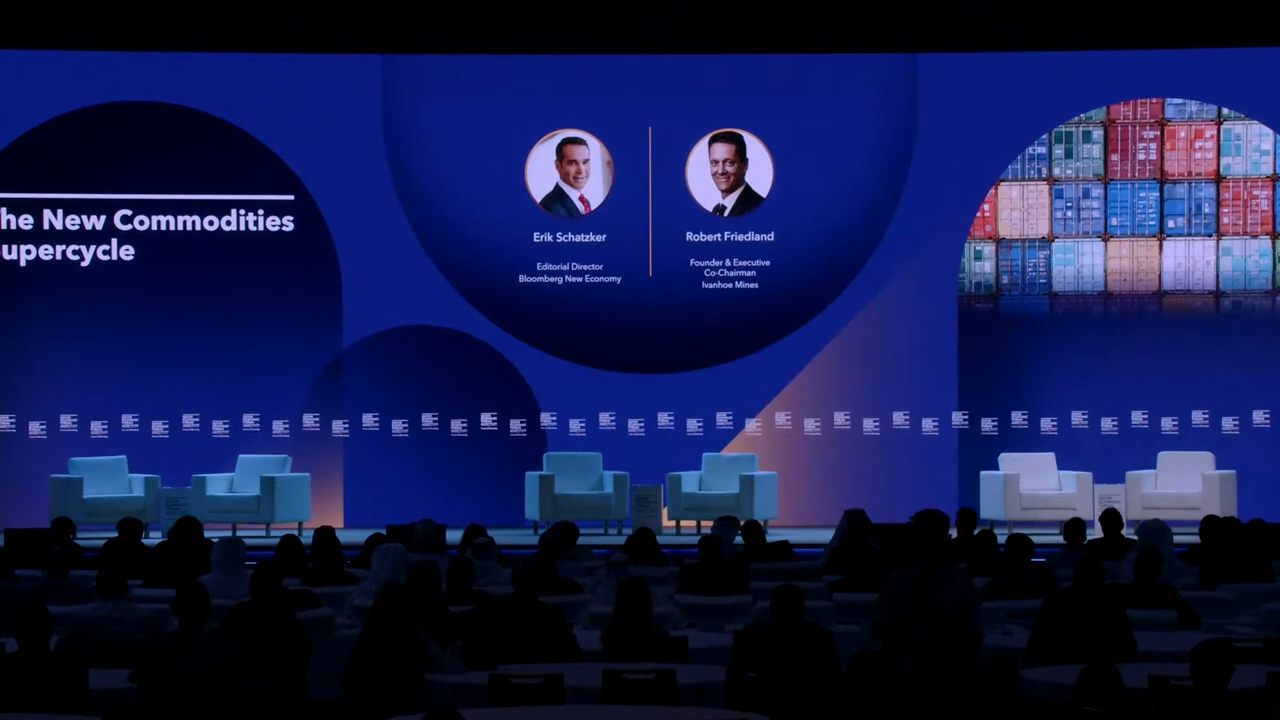 he New Commodities
upercycle
Erik Schatzker
Editorial Director
Bloomberg New Economy
Robert Friedland
Founder & Executive
Co-Chairman
Ivanhoe Mines